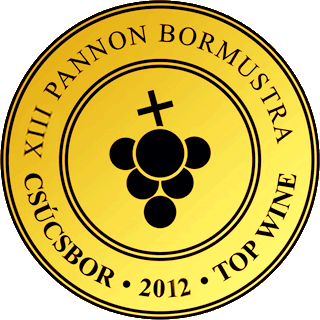 XIII PANNON BORMUSTRA
CSÚCSBOR • 2012 • TOP WINE